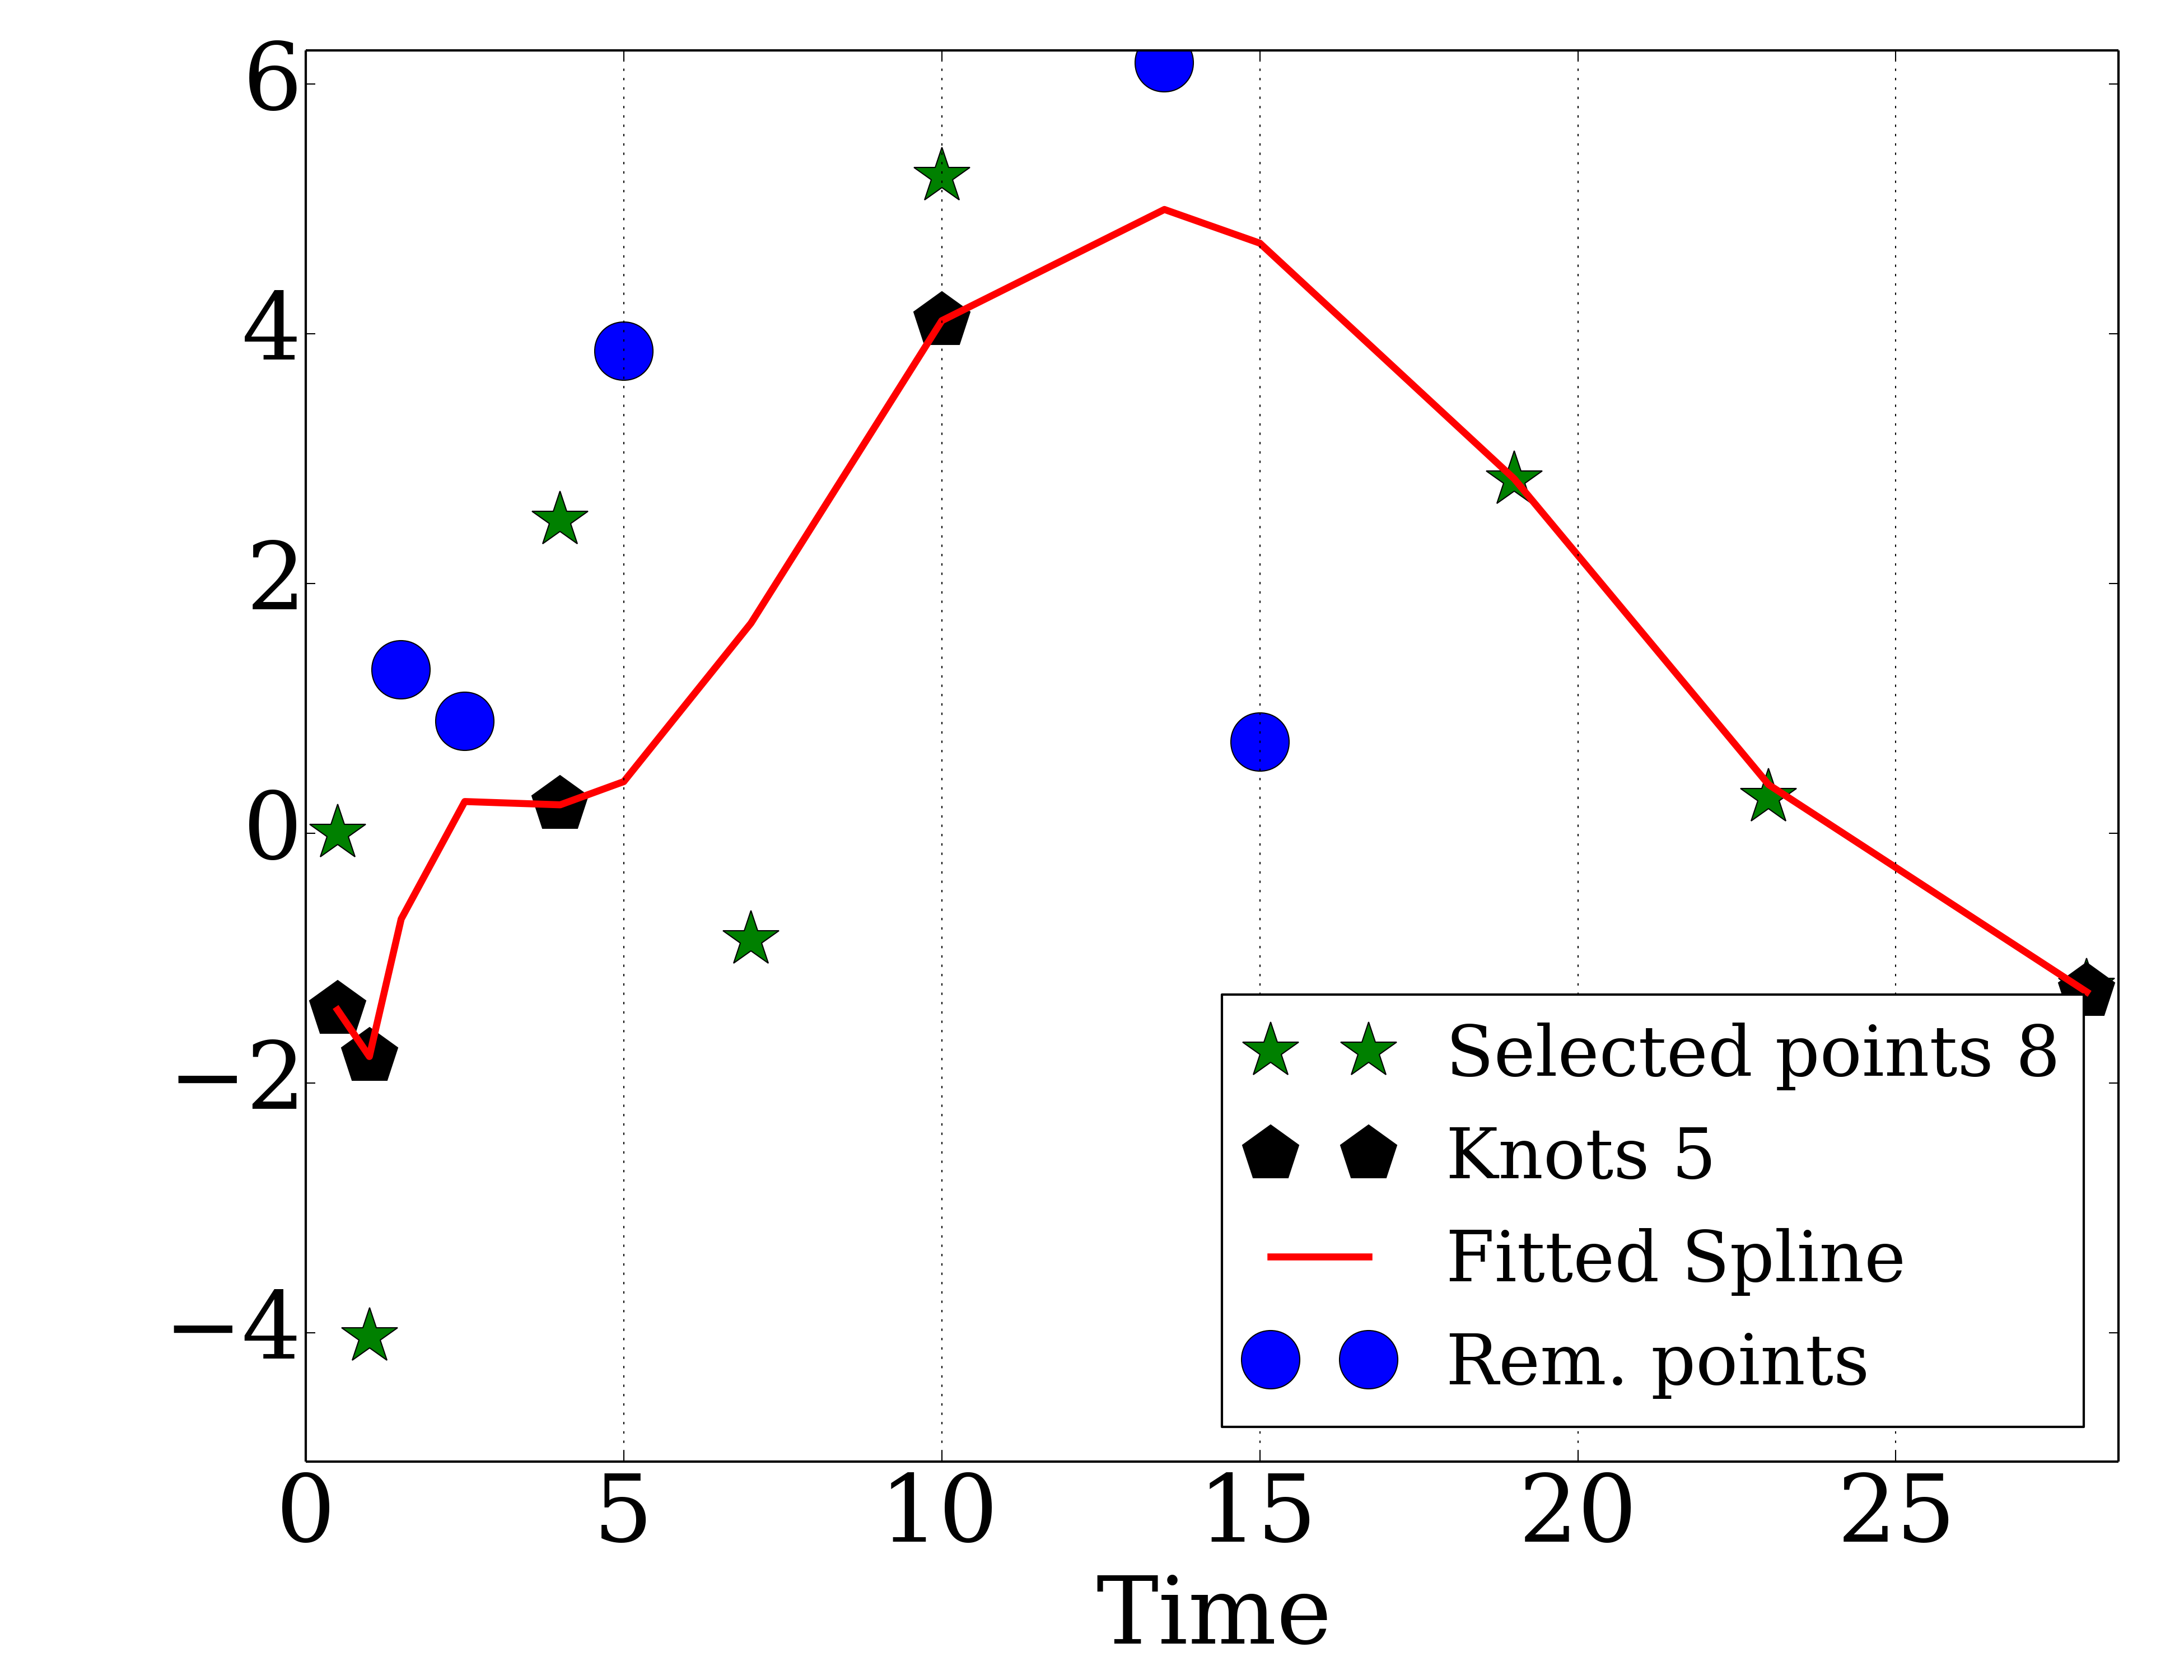 6
4
2
0
−2
−4
0 5 10 15 20 25
Time
Selected points 8
Knots 5
Fitted Spline
Rem. points